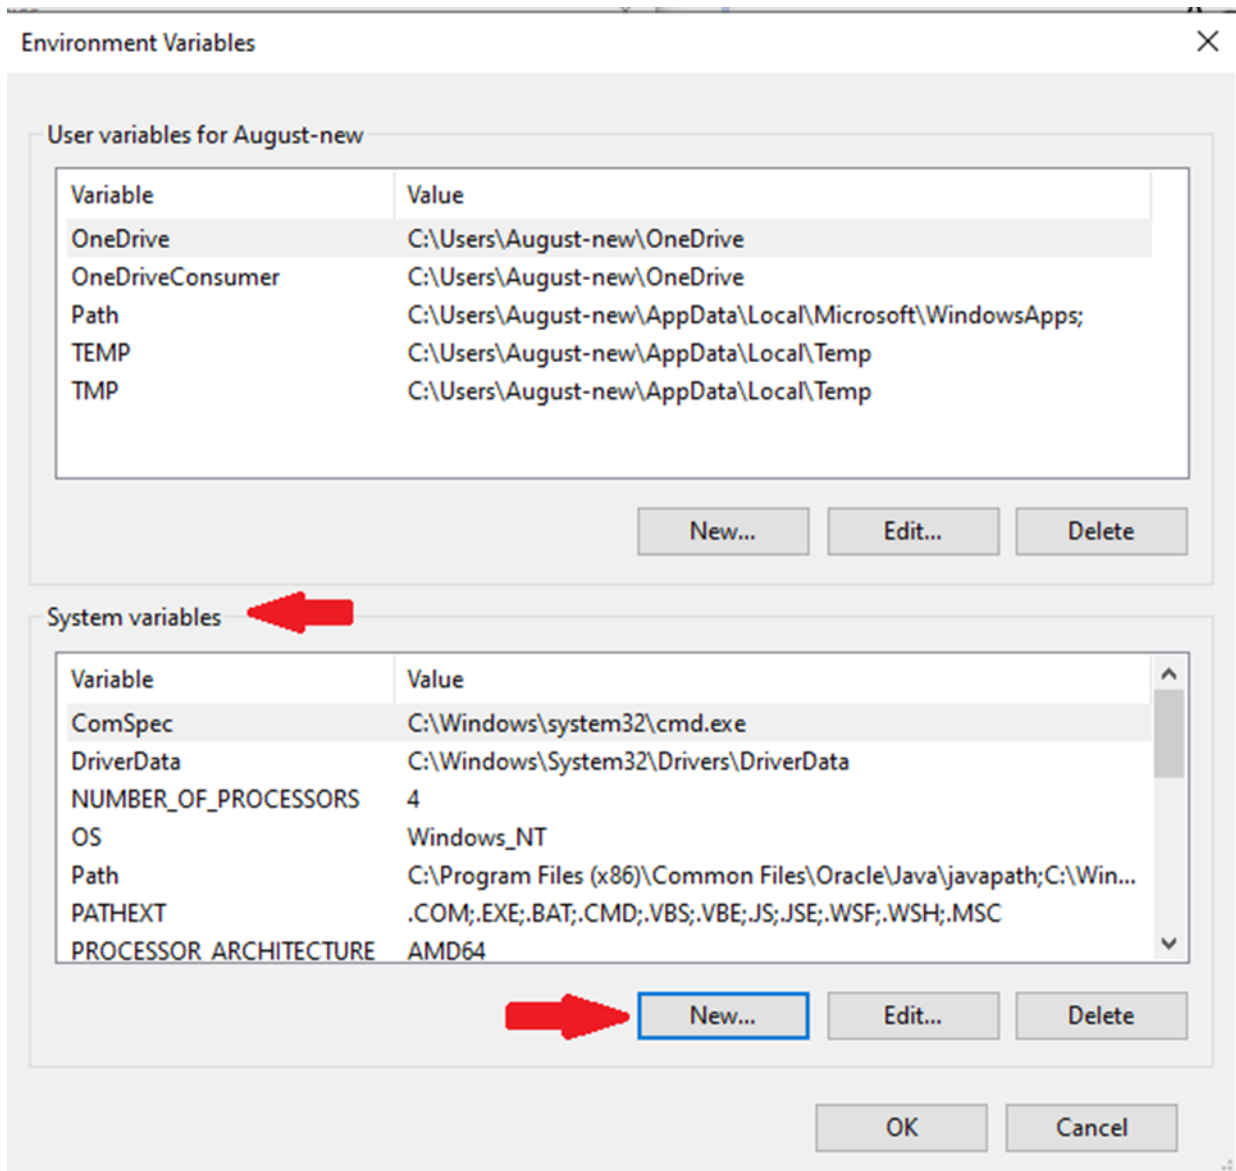 Environment Variables
User variables for August-new
Variable Value
OneDrive C:\Users\August-new\OneDrive
OneDriveConsumer C:\Users\August-new\OneDrive
Path C:\Users\August-new\AppData\Local\Microsoft\WindowsApps;
TEMP C:\Users\August-new\AppData\Local\Temp
TMP C:\Users\August-new\AppData\Local\Temp
New... Edit... Delete
System variables
Variable Value
ComSpec C:\Windows\system32\cmd.exe
DriverData C:\Windows\System32\Drivers\DriverData
NUMBER_OF_PROCESSORS 4
OS Windows_NT
Path C:\Program Files (x86)\Common Files\Oracle\Java\javapath;C:\Win...
PATHEXT .COM;.EXE;.BAT;.CMD;.VBS;.VBE;.JS;.JSE;.WSF;.WSH;.MSC
PROCESSOR_ARCHITECTURE AMD64
New... Edit... Delete
OK Cancel